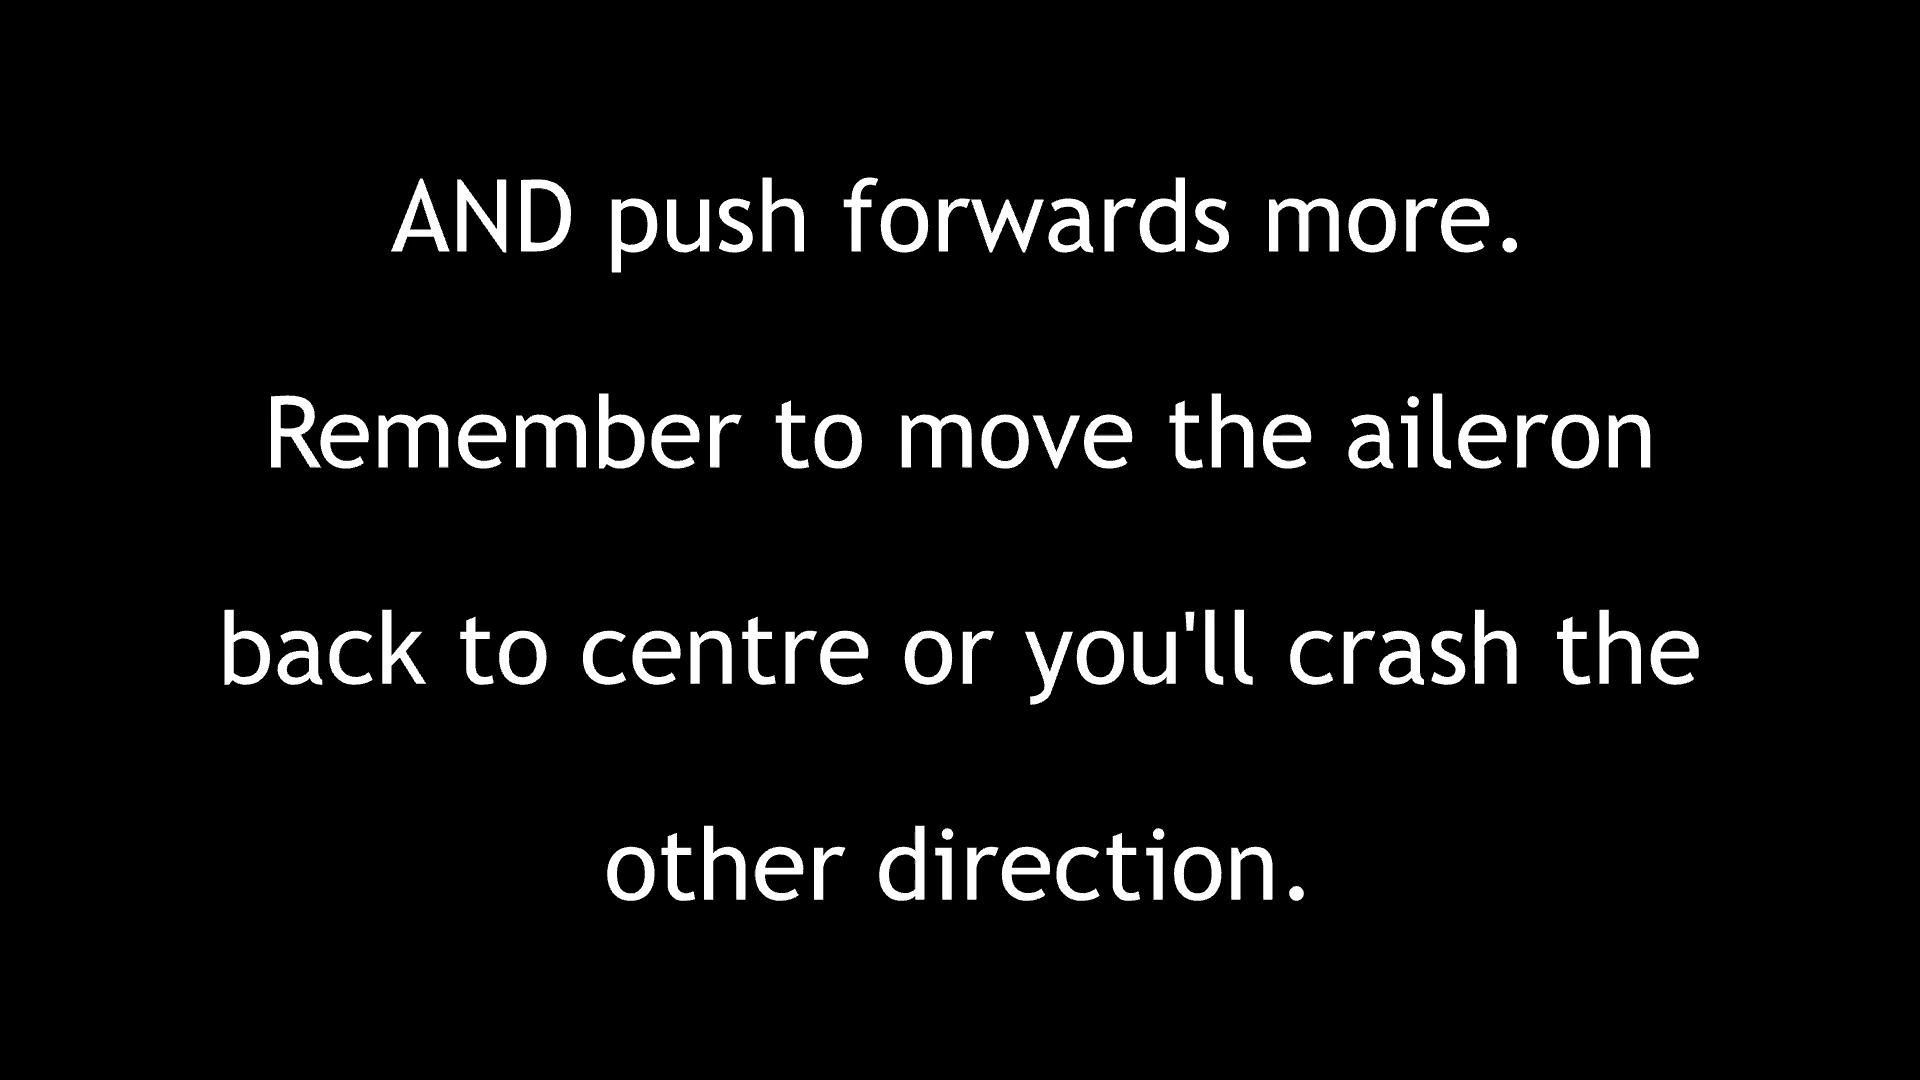 AND push forwards more.
Remember to move the aileron
back to centre or you'll crash the
other direction.